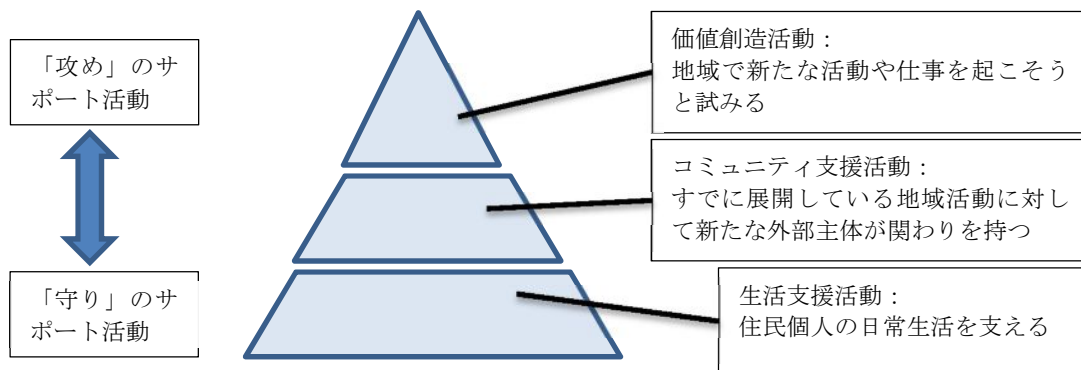 「攻め」のサ
ポート活動
「守り」のサ
ポート活動
価値創造活動：
地域で新たな活動や仕事を起こそう
と試みる
コミュニティ支援活動：
すでに展開している地域活動に対し
て新たな外部主体が関わりを持つ
生活支援活動：
住民個人の日常生活を支える